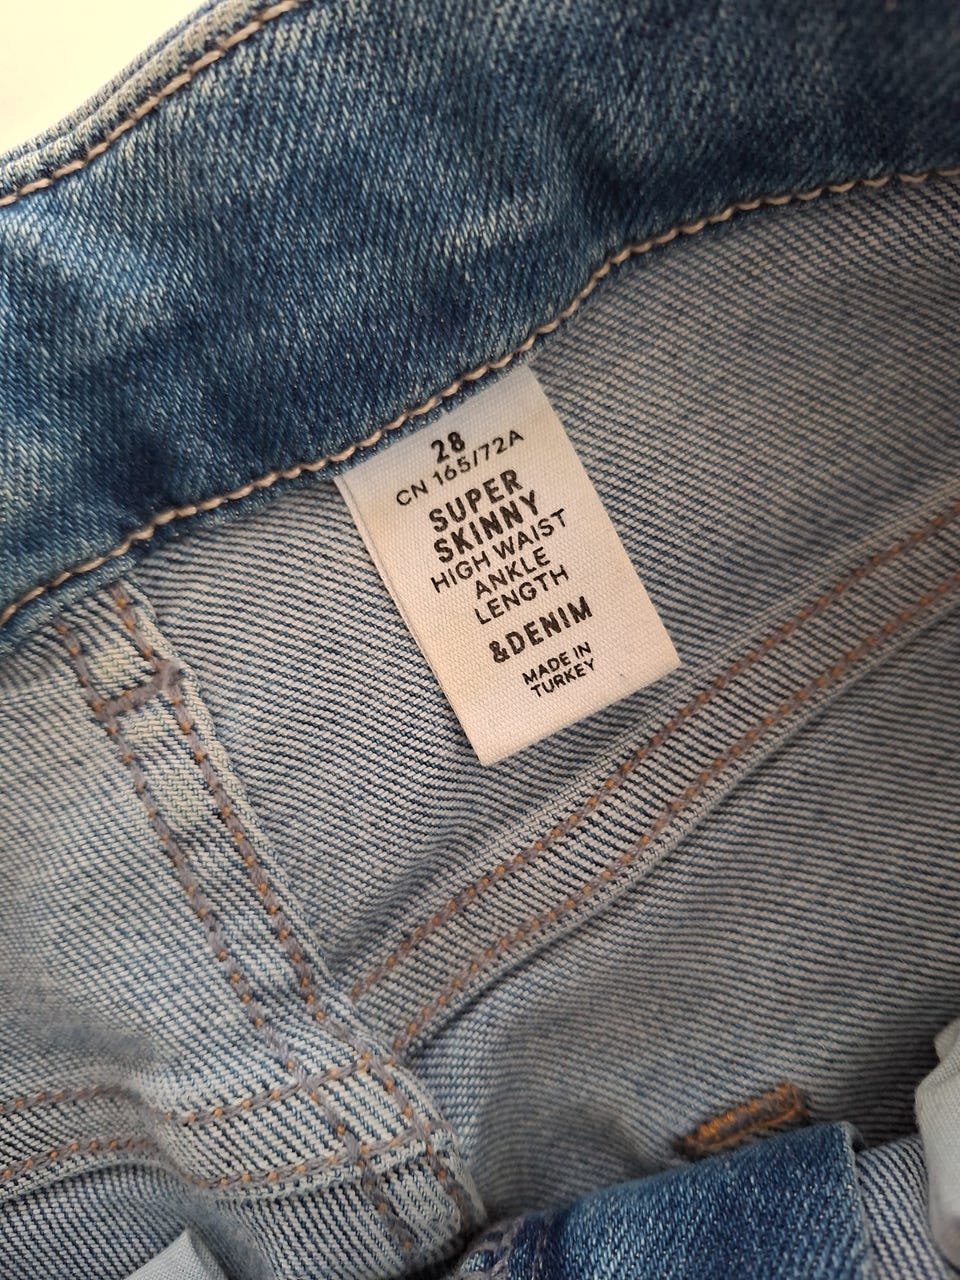 28
CN 165/72A
SUPER
SKINNY
HIGH WAIST
ANKLE
LENGTH
&DENIM
MADE IN
TURKEY